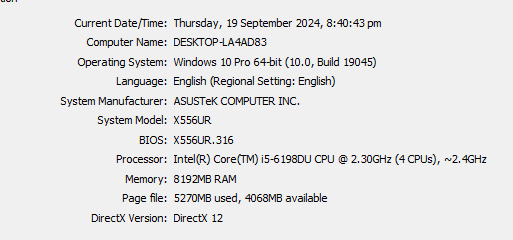 Current Date/Time: Thursday, 19 September 2024, 8:40:43 pm
Computer Name: DESKTOP-LA4AD83
Operating System: Windows 10 Pro 64-bit (10.0, Build 19045)
Language: English (Regional Setting: English)
System Manufacturer: ASUSTeK COMPUTER INC.
System Model: X556UR
BIOS: X556UR.316
Processor: Intel(R) Core(TM) i5-6198DU CPU @ 2.30GHz (4 CPUs), ~2.4GHz
Memory: 8192MB RAM
Page file: 5270MB used, 4068MB available
DirectX Version: DirectX 12